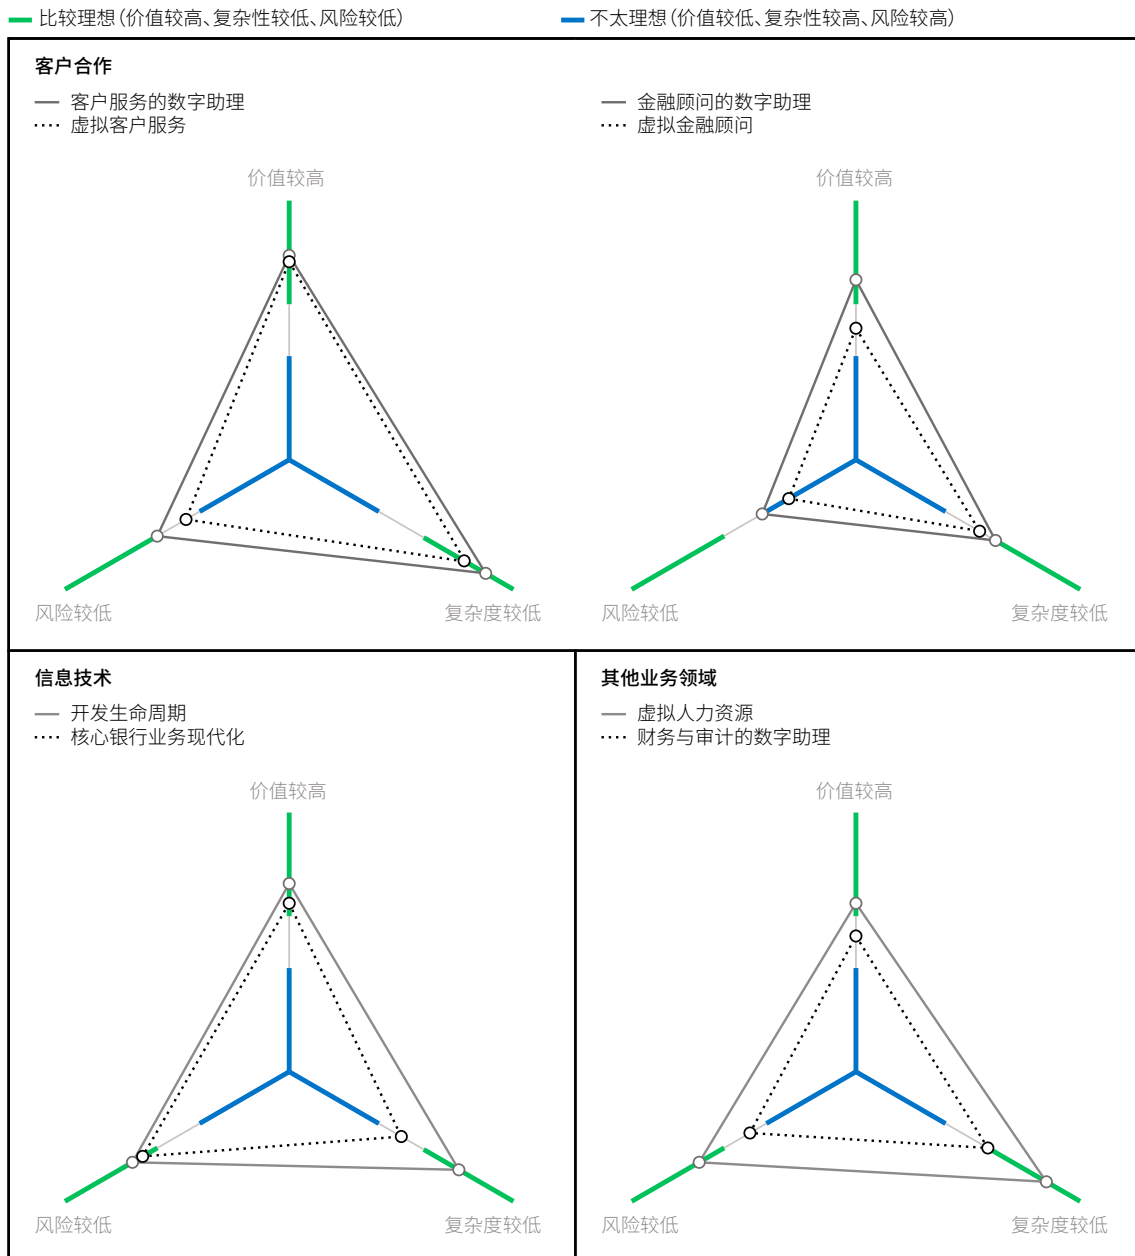 比较理想（价值较高、复杂性较低、风险较低）
不太理想（价值较低、复杂性较高、风险较高）
客户合作
客户服务的数字助理
虚拟客户服务
金融顾问的数字助理
虚拟金融顾问
价值较高
风险较低
复杂度较低
价值较高
风险较低
复杂度较低
信息技术
开发生命周期
核心银行业务现代化
价值较高
风险较低
复杂度较低
其他业务领域
虚拟人力资源
财务与审计的数字助理
价值较高
风险较低
复杂度较低